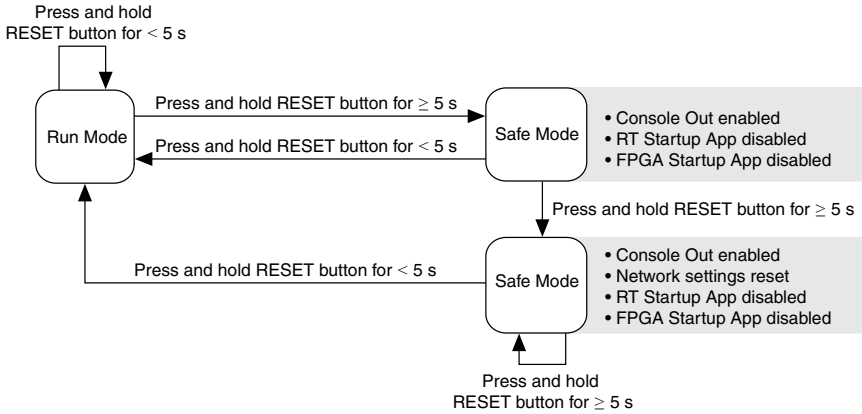 Press and hold
RESET button for < 5 s
Run Mode
Press and hold RESET button for ≥ 5 s
Press and hold RESET button for < 5 s
Safe Mode
• Console Out enabled
• RT Startup App disabled
• FPGA Startup App disabled
Press and hold RESET button for ≥ 5 s
Press and hold RESET button for < 5 s
Safe Mode
• Console Out enabled
• Network settings reset
• RT Startup App disabled
• FPGA Startup App disabled
Press and hold
RESET button for ≥ 5 s